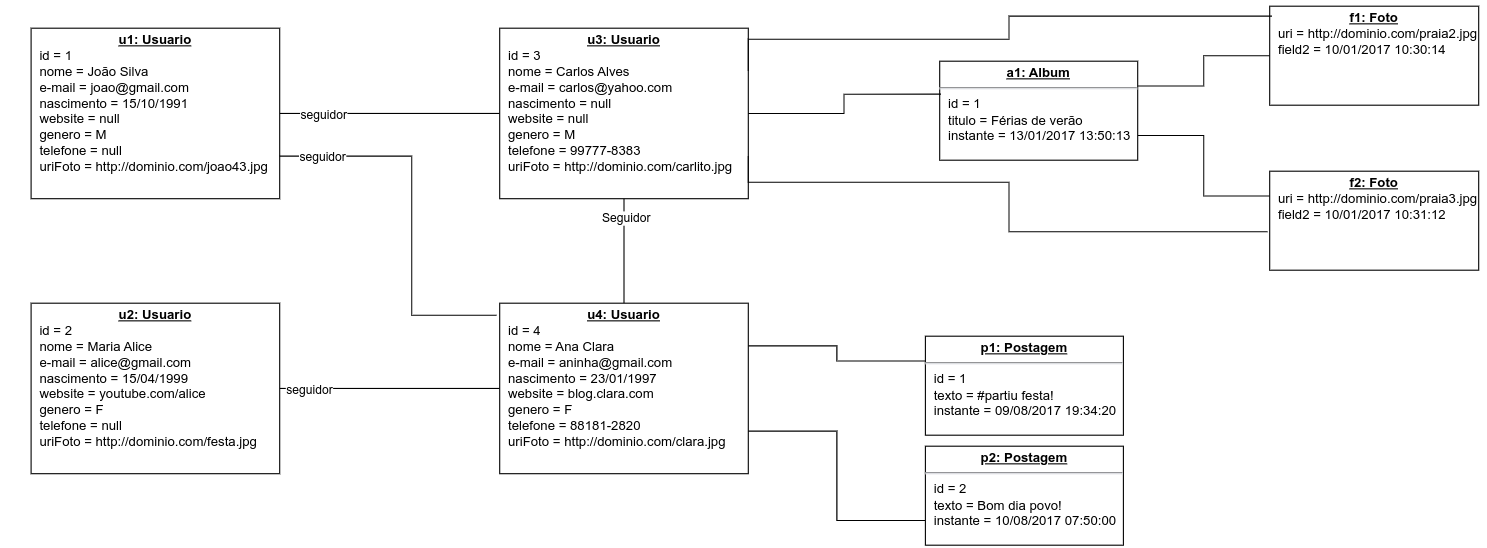 u1: Usuario
id = 1
nome = João Silva
e-mail = joao@gmail.com
nascimento = 15/10/1991
website = null
genero = M
telefone = null
uriFoto = http://dominio.com/joao43.jpg
seguidor
seguidor
u3: Usuario
id = 3
nome = Carlos Alves
e-mail = carlos@yahoo.com
nascimento = null
website = null
genero = M
telefone = 99777-8383
uriFoto = http://dominio.com/carlito.jpg
Seguidor
a1: Album
id = 1
titulo = Férias de verão
instante = 13/01/2017 13:50:13
f1: Foto
uri = http://dominio.com/praia2.jpg
field2 = 10/01/2017 10:30:14
f2: Foto
uri = http://dominio.com/praia3.jpg
field2 = 10/01/2017 10:31:12
u2: Usuario
id = 2
nome = Maria Alice
e-mail = alice@gmail.com
nascimento = 15/04/1999
website = youtube.com/alice
genero = F
telefone = null
uriFoto = http://dominio.com/festa.jpg
seguidor
u4: Usuario
id = 4
nome = Ana Clara
e-mail = aninha@gmail.com
nascimento = 23/01/1997
website = blog.clara.com
genero = F
telefone = 88181-2820
uriFoto = http://dominio.com/clara.jpg
p1: Postagem
id = 1
texto = #partiu festa!
instante = 09/08/2017 19:34:20
p2: Postagem
id = 2
texto = Bom dia povo!
instante = 10/08/2017 07:50:00